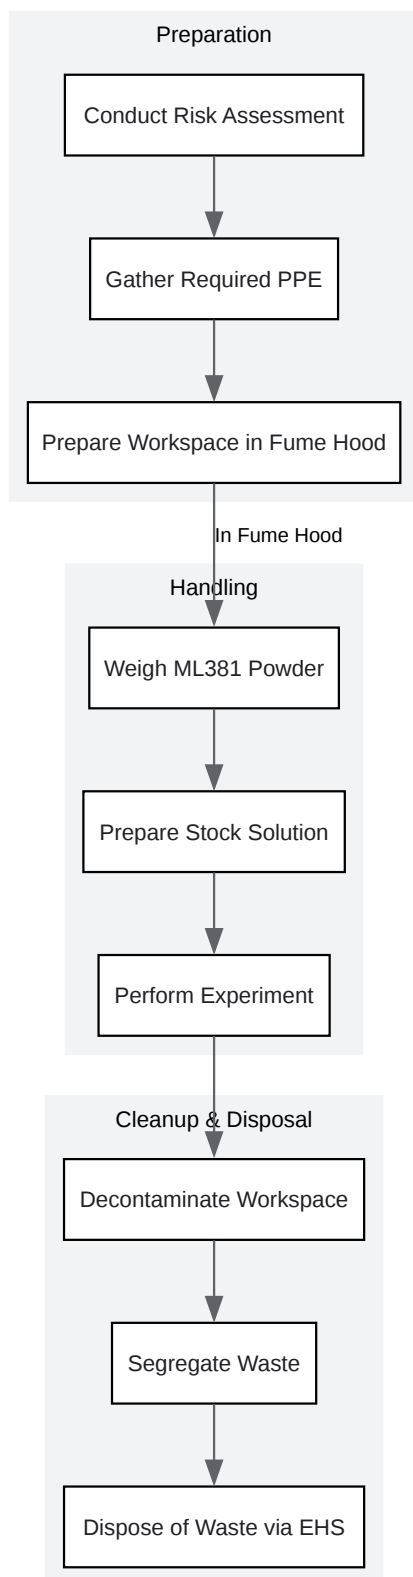 Preparation
Conduct Risk Assessment
Gather Required PPE
Prepare Workspace in Fume Hood
In Fume Hood
Handling
Weigh ML381 Powder
Prepare Stock Solution
Perform Experiment
Cleanup & Disposal
Decontaminate Workspace
Segregate Waste
Dispose of Waste via EHS